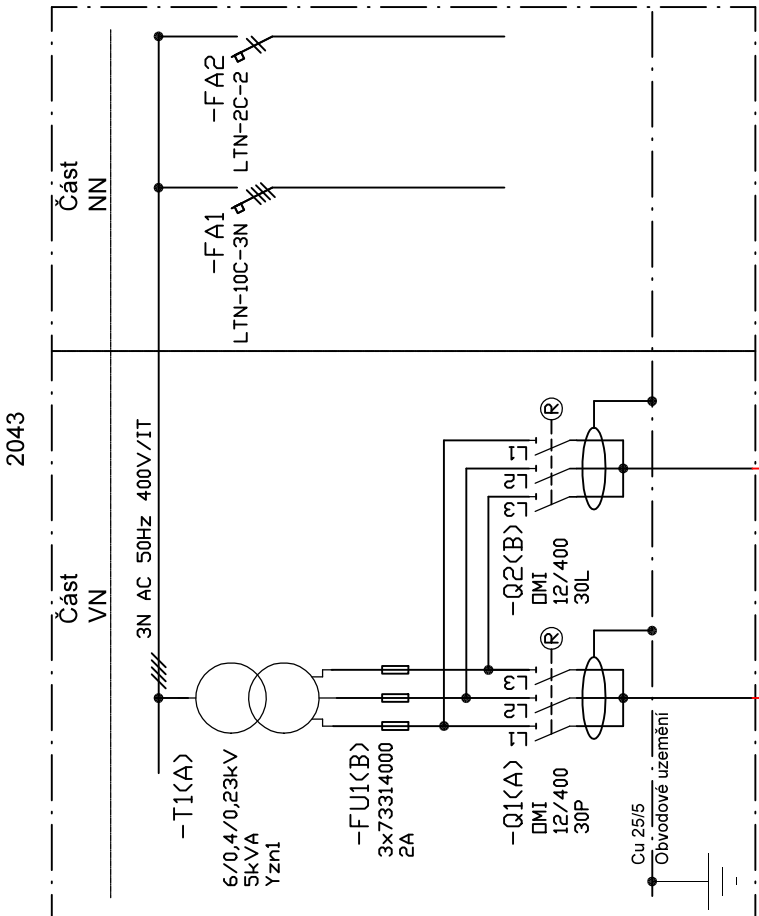 2043
Část
NN
Část
VN
3N AC 50Hz 400V/IT
-FA2
LTN-2C-2
-FA1
LTN-10C-3N
-T1(A)
6/0,4/0,23kV
5kVA
Yzn1
-FU1(B)
3x73314000
2A
-Q2(B)
OMI
12/400
30L
L1
L2
L3
R
-Q1(A)
OMI
12/400
30P
L3
L2
L1
R
Cu 25/5
Obvodové uzemění